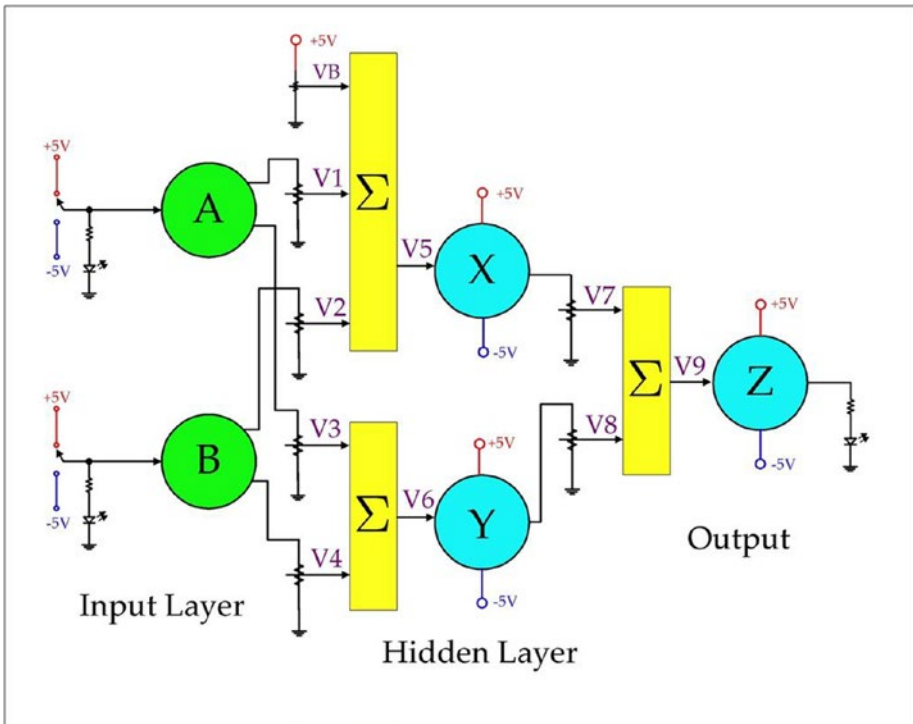 +5V
VB
+5V
A
V1
Σ
-5V
V2
V5
+5V
X
-5V
V7
+5V
B
-5V
V3
V4
Σ
V6
+5V
Y
-5V
V8
Σ
V9
+5V
Z
-5V
Output
Input Layer
Hidden Layer